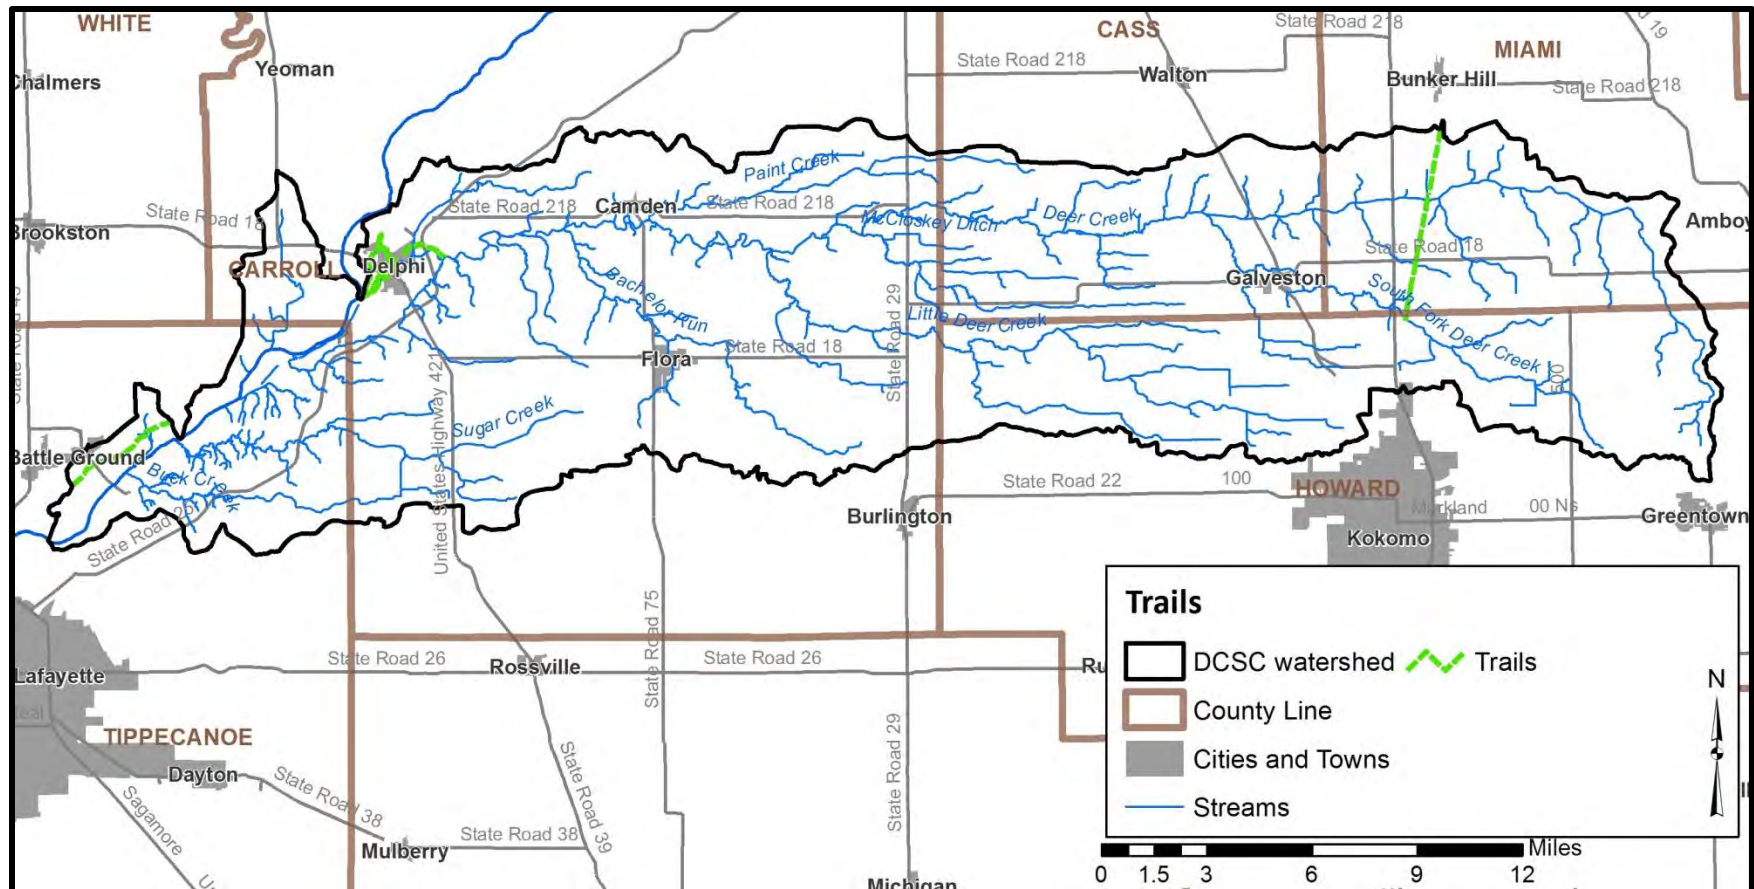 WHITE
CASS
State Road 218
MIAMI
Yeoman
State Road 218
Walton
Bunker Hill
State Road 218
Chalmers
Paint Creek
State Road 18
State Road 218
Camden
State Road 218
McCloskey Ditch
Deer Creek
Amboy
Brookston
CARROLL
Delphi
State Road 18
Galveston
Bachelor Run
State Road 29
South Fork Deer Creek
Little Deer Creek
Flora
State Road 18
United States Highway 421
500
Sugar Creek
Battle Ground
Buck Creek
State Road 25
State Road 22
100
HOWARD
Burlington
Markland
00 Ns
Greentown
Kokomo
Trails
DCSC watershed
Trails
County Line
Cities and Towns
Streams
N
State Road 75
State Road 26
Rossville
State Road 26
Ru
Lafayette
Teal
TIPPECANOE
Dayton
State Road 38
Sagamore
State Road 39
State Road 29
State Road 38
Mulberry
Michigan
Miles
0 1.5 3 6 9 12